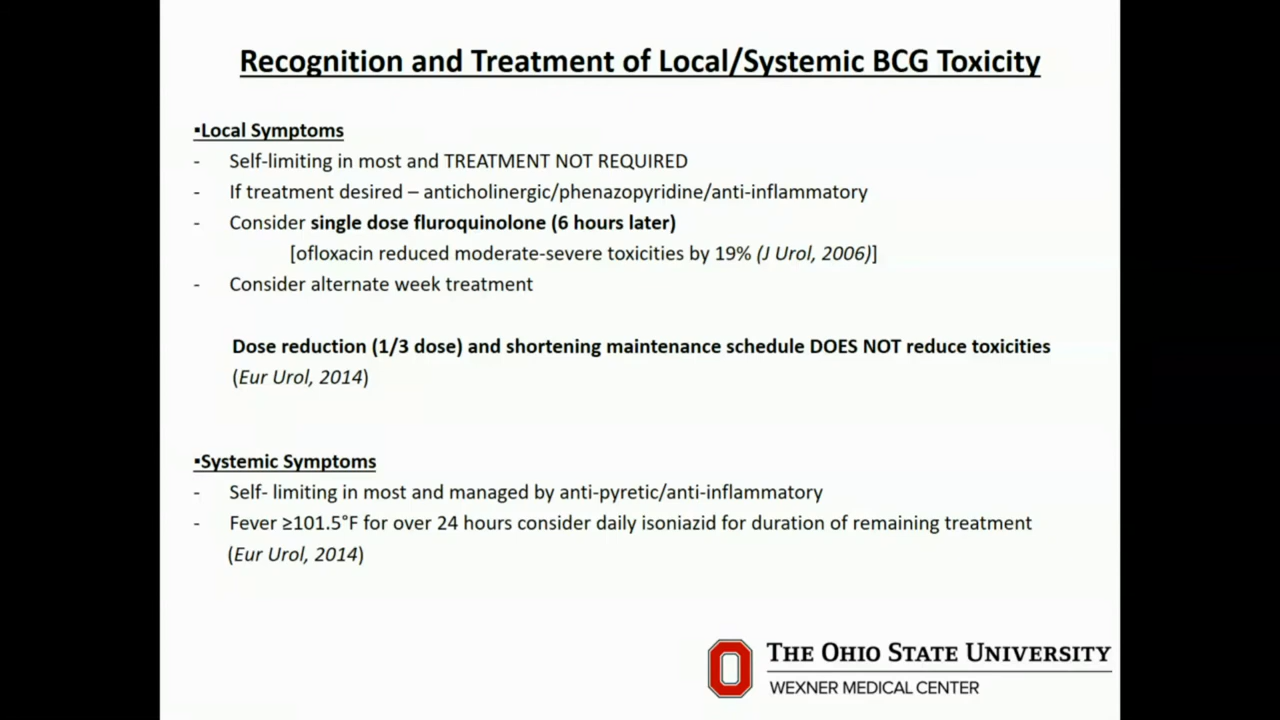 Recognition and Treatment of Local/Systemic BCG Toxicity
▪Local Symptoms
- Self-limiting in most and TREATMENT NOT REQUIRED
- If treatment desired – anticholinergic/phenazopyridine/anti-inflammatory
- Consider single dose fluroquinolone (6 hours later)
[ofloxacin reduced moderate-severe toxicities by 19% (J Urol, 2006)]
- Consider alternate week treatment
Dose reduction (1/3 dose) and shortening maintenance schedule DOES NOT reduce toxicities
(Eur Urol, 2014)
▪Systemic Symptoms
- Self- limiting in most and managed by anti-pyretic/anti-inflammatory
- Fever ≥101.5°F for over 24 hours consider daily isoniazid for duration of remaining treatment
(Eur Urol, 2014)
THE OHIO STATE UNIVERSITY
WEXNER MEDICAL CENTER